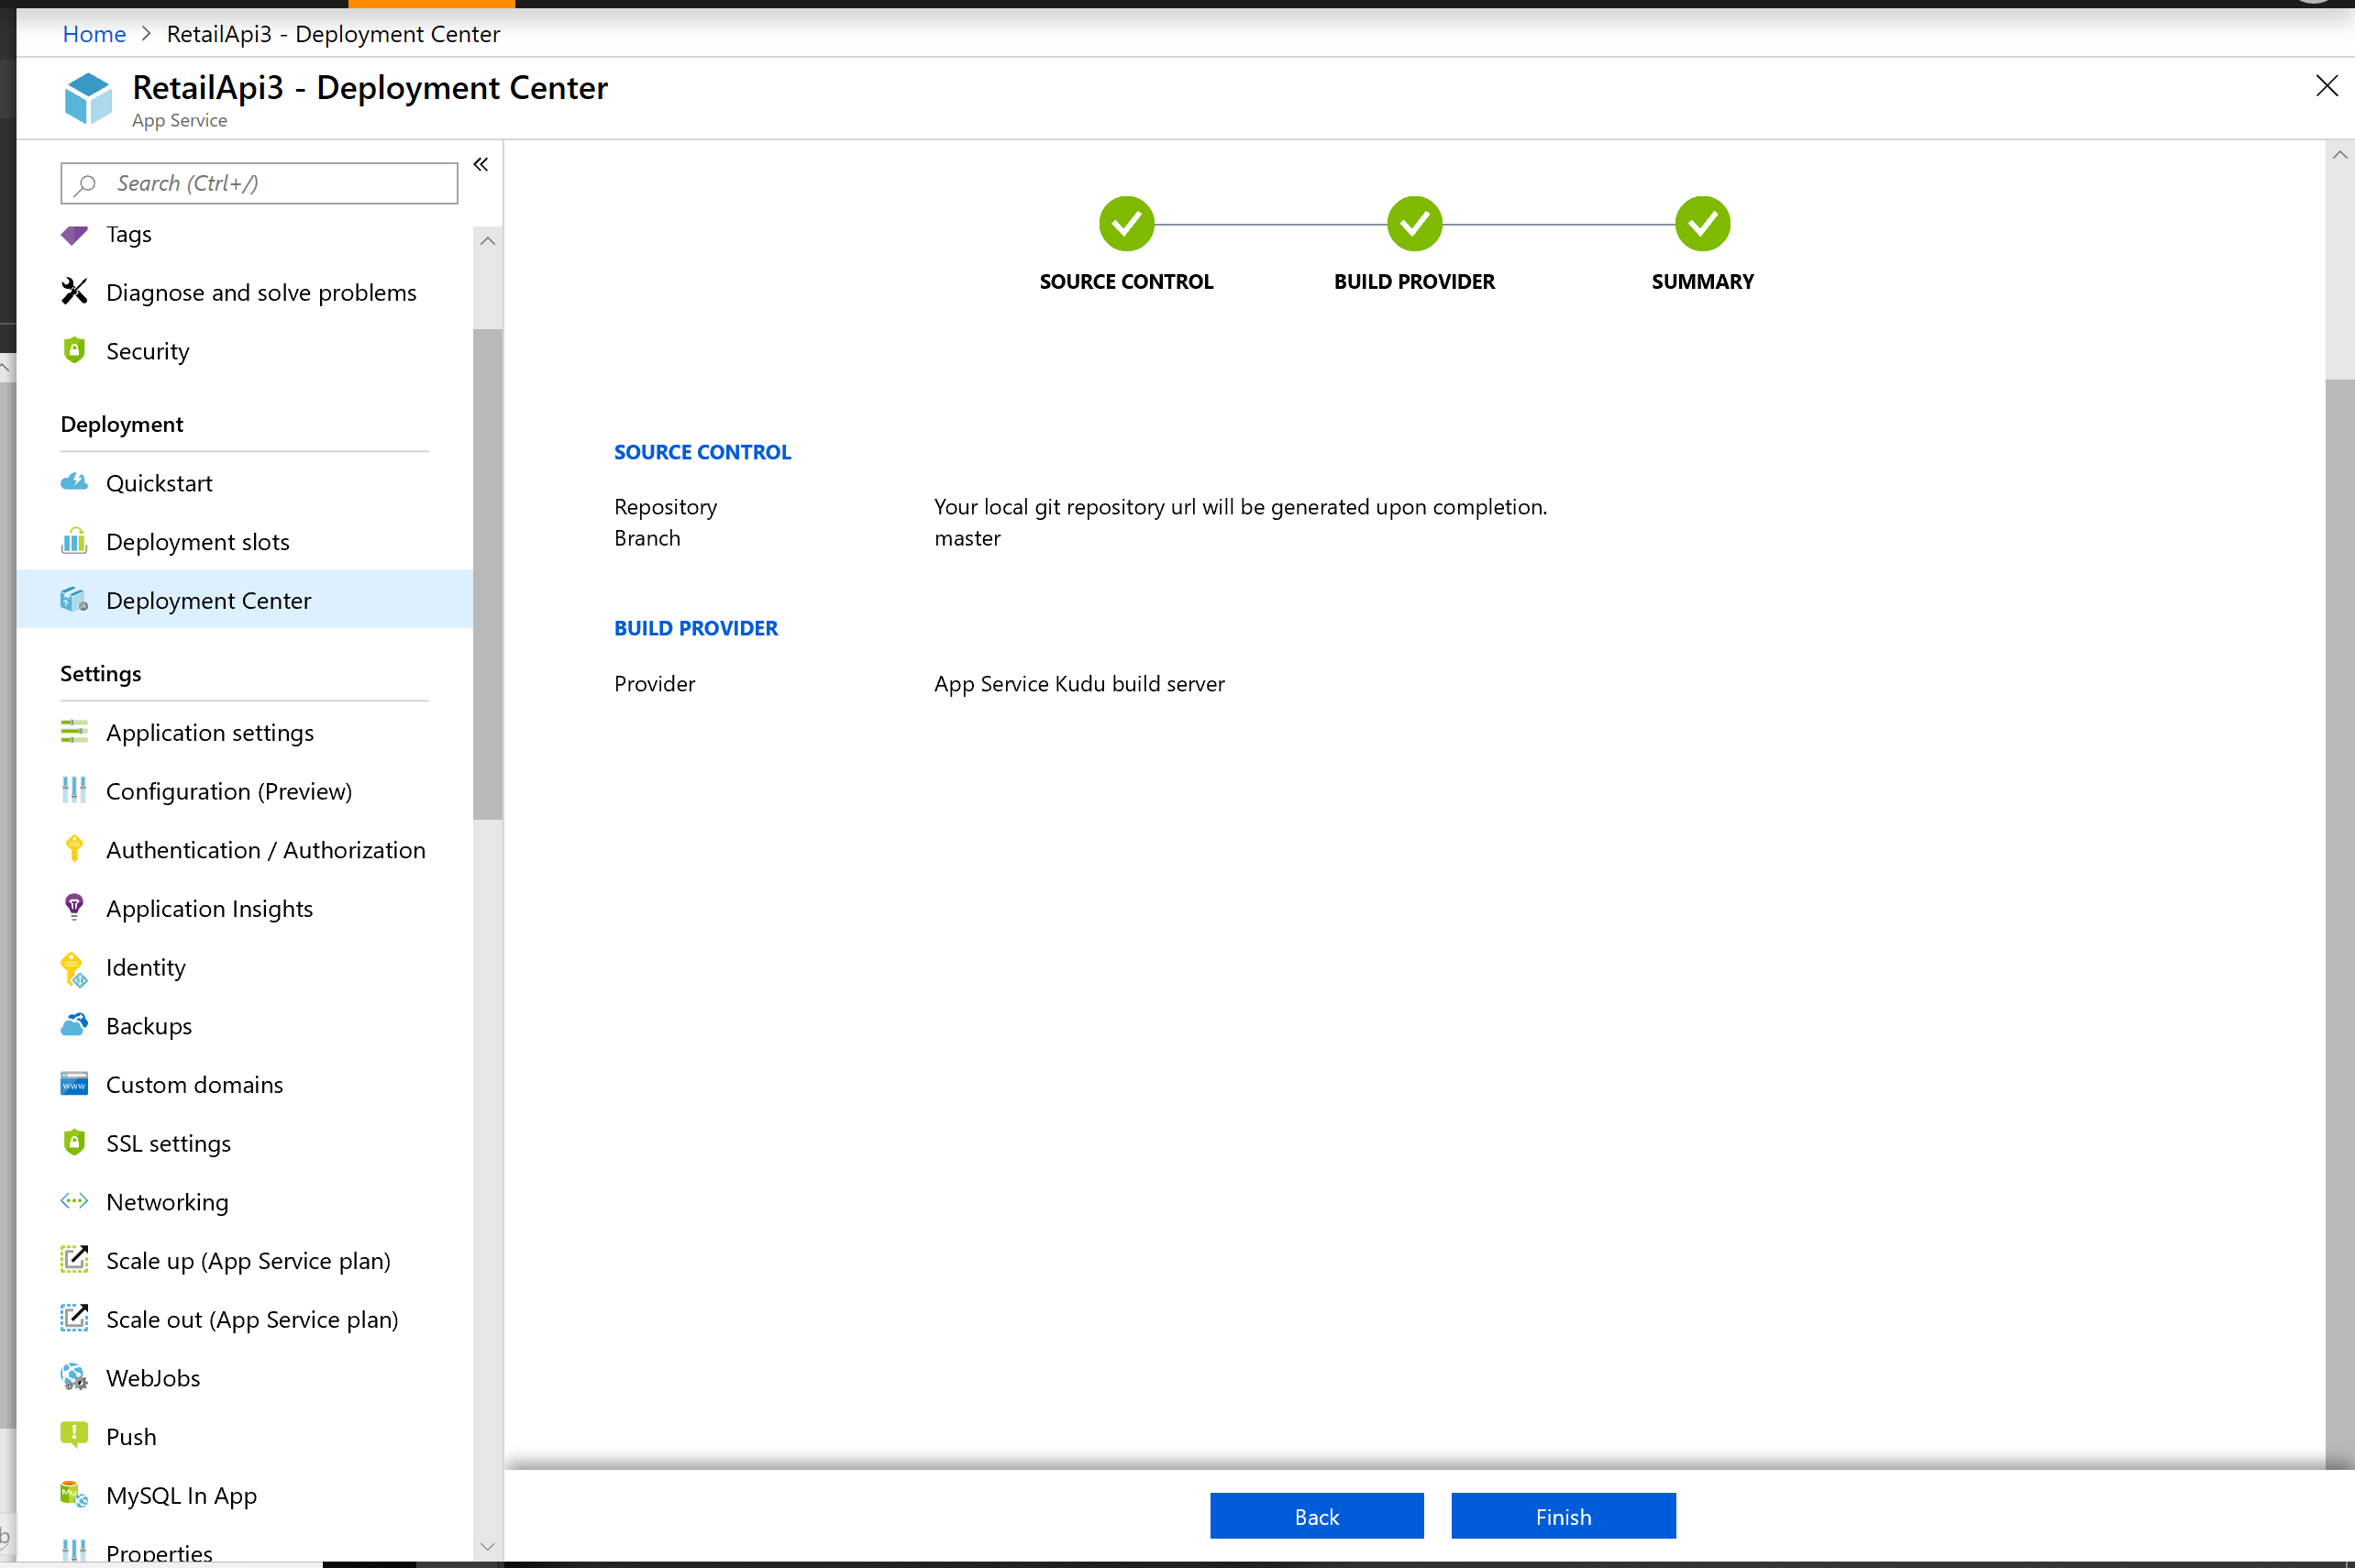 Home > RetailApi3 - Deployment Center
RetailApi3 - Deployment Center
App Service
Search (Ctrl+/)
Tags
Diagnose and solve problems
Security
Deployment
Quickstart
Deployment slots
Deployment Center
Settings
Application settings
Configuration (Preview)
Authentication / Authorization
Application Insights
Identity
Backups
Custom domains
SSL settings
Networking
Scale up (App Service plan)
Scale out (App Service plan)
WebJobs
Push
MySQL In App
Properties
SOURCE CONTROL BUILD PROVIDER SUMMARY
SOURCE CONTROL
Repository Your local git repository url will be generated upon completion.
Branch master
BUILD PROVIDER
Provider App Service Kudu build server
Back Finish